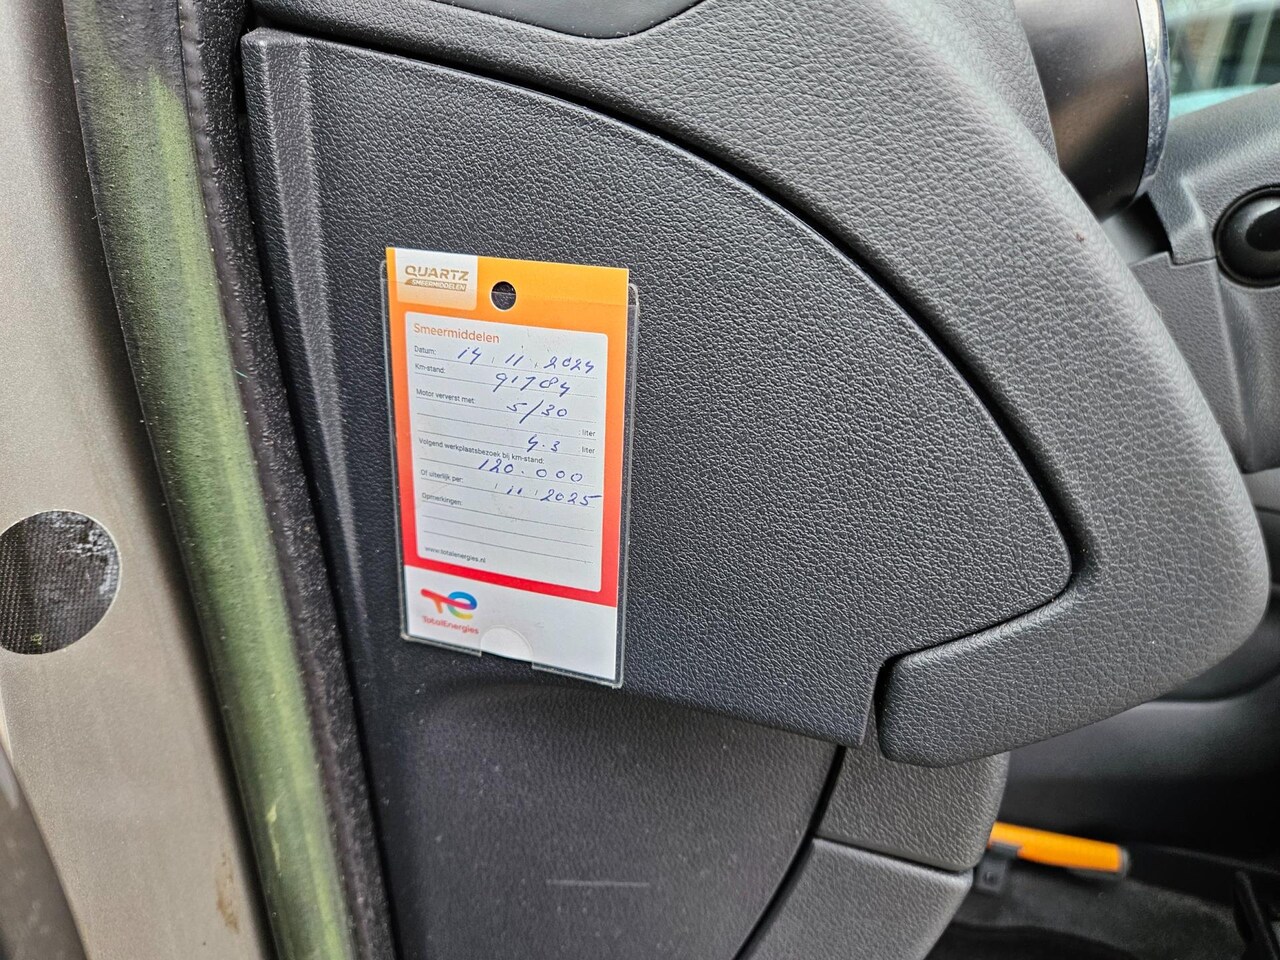 QUARTZ
SMEERMIDDELEN
Smeermiddelen
Datum: 14 11 2024
Km-stand: 91784
Motor ververst met: 5/30
liter
4.3 liter
Volgend werkplaatsbezoek bij km-stand:
120.000
Of uiterlijk per: 11 2025
Opmerkingen:
www.totalenergies.nl
TotalEnergies